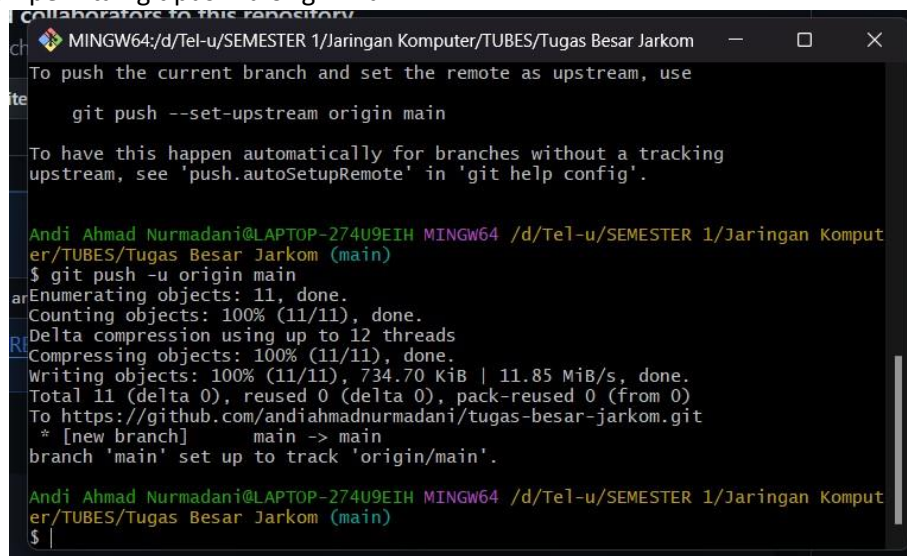 collaborators to this repository
MINGW64:/d/Tel-u/SEMESTER 1/Jaringan Komputer/TUBES/Tugas Besar Jarkom
To push the current branch and set the remote as upstream, use
git push --set-upstream origin main
To have this happen automatically for branches without a tracking
upstream, see 'push.autoSetupRemote' in 'git help config'.
Andi Ahmad Nurmadani@LAPTOP-274U9EIH MINGW64 /d/Tel-u/SEMESTER 1/Jaringan Komput
er/TUBES/Tugas Besar Jarkom (main)
$ git push -u origin main
Enumerating objects: 11, done.
Counting objects: 100% (11/11), done.
Delta compression using up to 12 threads
Compressing objects: 100% (11/11), done.
Writing objects: 100% (11/11), 734.70 KiB | 11.85 MiB/s, done.
Total 11 (delta 0), reused 0 (delta 0), pack-reused 0 (from 0)
To https://github.com/andiahmadnurmadani/tugas-besar-jarkom.git
* [new branch] main -> main
branch 'main' set up to track 'origin/main'.
Andi Ahmad Nurmadani@LAPTOP-274U9EIH MINGW64 /d/Tel-u/SEMESTER 1/Jaringan Komput
er/TUBES/Tugas Besar Jarkom (main)
$